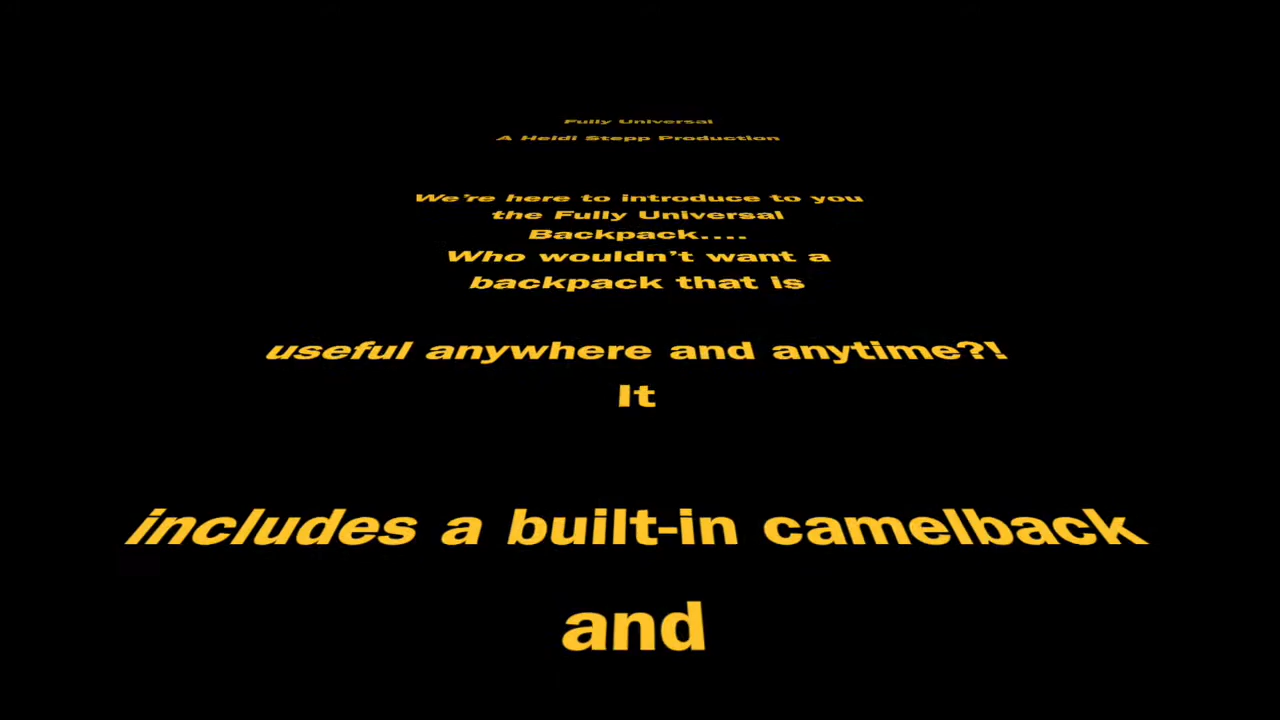 Fully Universal
A Heidi Stepp Production
We're here to introduce to you
the Fully Universal
Backpack....
Who wouldn't want a
backpack that is
useful anywhere and anytime?!
It
includes a built-in camelback
and